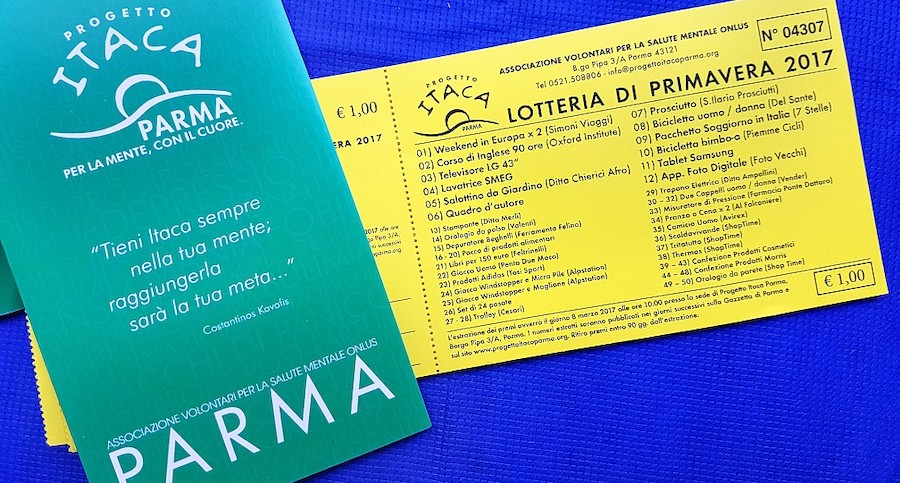 PROGETTO
ITACA
PARMA
PER LA MENTE, CON IL CUORE.
“Tieni Itaca sempre
nella tua mente;
raggiungerla
sarà la tua meta...”
Costantinos Kavafis
ASSOCIAZIONE VOLONTARI PER LA SALUTE MENTALE ONLUS
PARMA
€ 1,00
2017
ASSOCIAZIONE VOLONTARI PER LA SALUTE MENTALE ONLUS
B.go Pipa 3/A Parma 43121
Tel 0521.508806 - info@progettoitacaparma.org
N° 04307
PROGETTO
ITACA
PARMA
LOTTERIA DI PRIMAVERA 2017
01) Weekend in Europa x 2 (Simoni Viaggi)
02) Corso di Inglese 90 ore (Oxford Institute)
03) Televisore LG 43”
04) Lavatrice SMEG
05) Salottino da Giardino (Ditta Chierici Afro)
06) Quadro d'autore
13) Stampante (Ditta Merli)
14) Orologio da polso (Valenti)
15) Depuratore Beghelli (Ferramenta Felino)
16 - 20) Pacco di prodotti alimentari
21) Libri per 150 euro (Feltrinelli)
22) Giacca Uomo (Penta Due Maco)
23) Prodotti Adidas (Tosi Sport)
24) Giacca Windstopper e Micro Pile (Alpstation)
25) Giacca Windstopper e Maglione (Alpstation)
26) Set di 24 posate
27 - 28) Trolley (Cesari)
07) Prosciutto (S.Ilario Prosciutti)
08) Bicicletta uomo / donna (Del Sante)
09) Pacchetto Soggiorno in Italia (7 Stelle)
10) Bicicletta bimbo-a (Piemme Cicli)
11) Tablet Samsung
12) App. Foto Digitale (Foto Vecchi)
29) Trapano Elettrico (Ditta Ampollini)
30 – 32) Due Cappelli uomo / donna (Vender)
33) Misuratore di Pressione (Farmacia Ponte Dattaro)
34) Pranzo o Cena x 2 (Al Falconiere)
35) Camicia Uomo (Avirex)
36) Scaldavivande (ShopTime)
37) Tritatutto (ShopTime)
38) Thermos (ShopTime)
39 – 43) Confezione Prodotti Cosmetici
44 – 48) Confezione Prodotti Morris
49 – 50) Orologio da parete (Shop Time)
L'estrazione dei premi avverrà il giorno 8 marzo 2017 alle ore 10:00 presso la sede di Progetto Itaca Parma,
Borgo Pipa 3/A, Parma. I numeri estratti saranno pubblicati nei giorni successivi sulla Gazzetta di Parma e
sul sito www.progettoitacaparma.org. Ritiro premi entro 90 gg. dall'estrazione.
€ 1,00